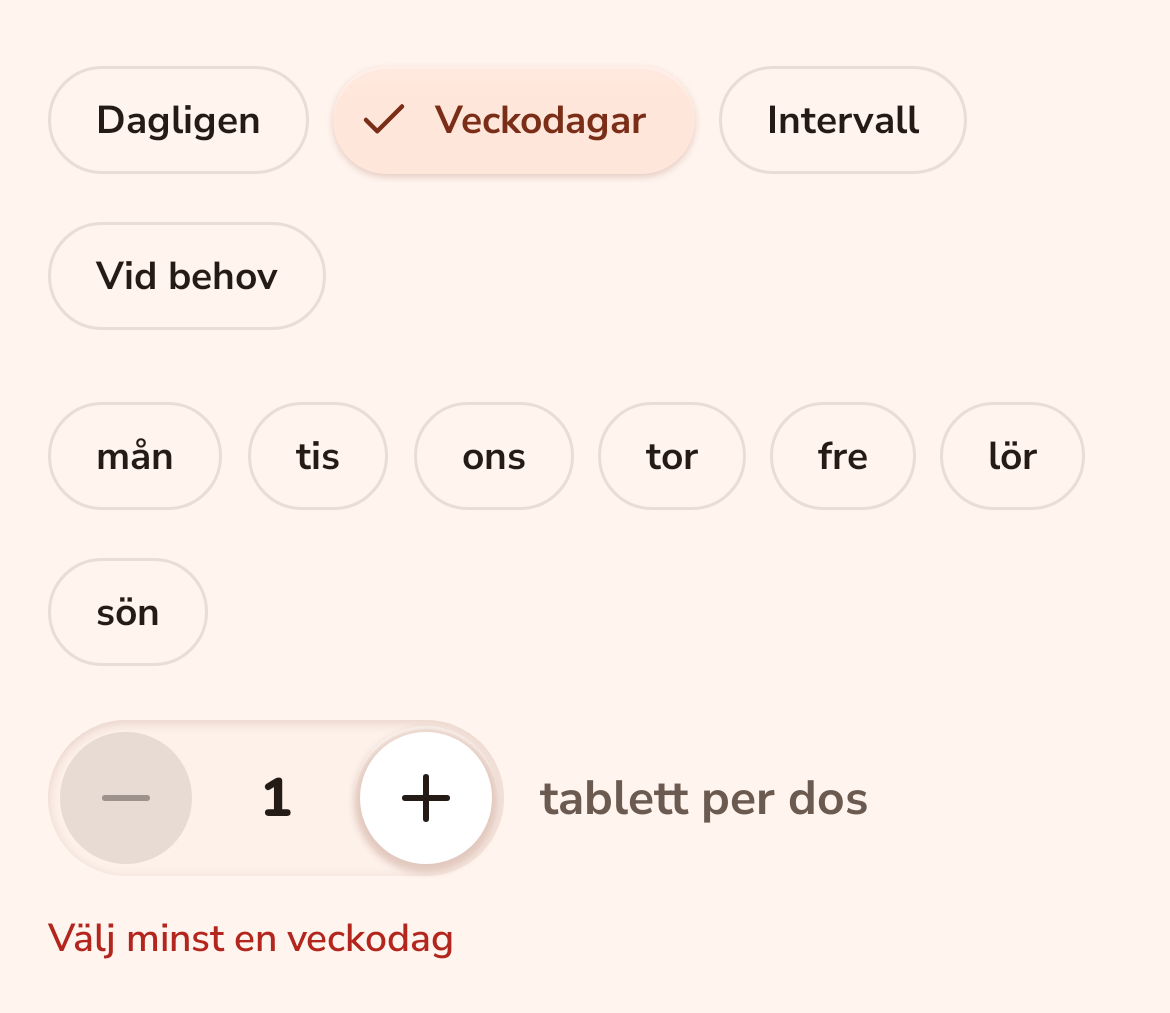 Dagligen Veckodagar Intervall
Vid behov
mån tis ons tor fre lör
sön
1 tablett per dos
Välj minst en veckodag